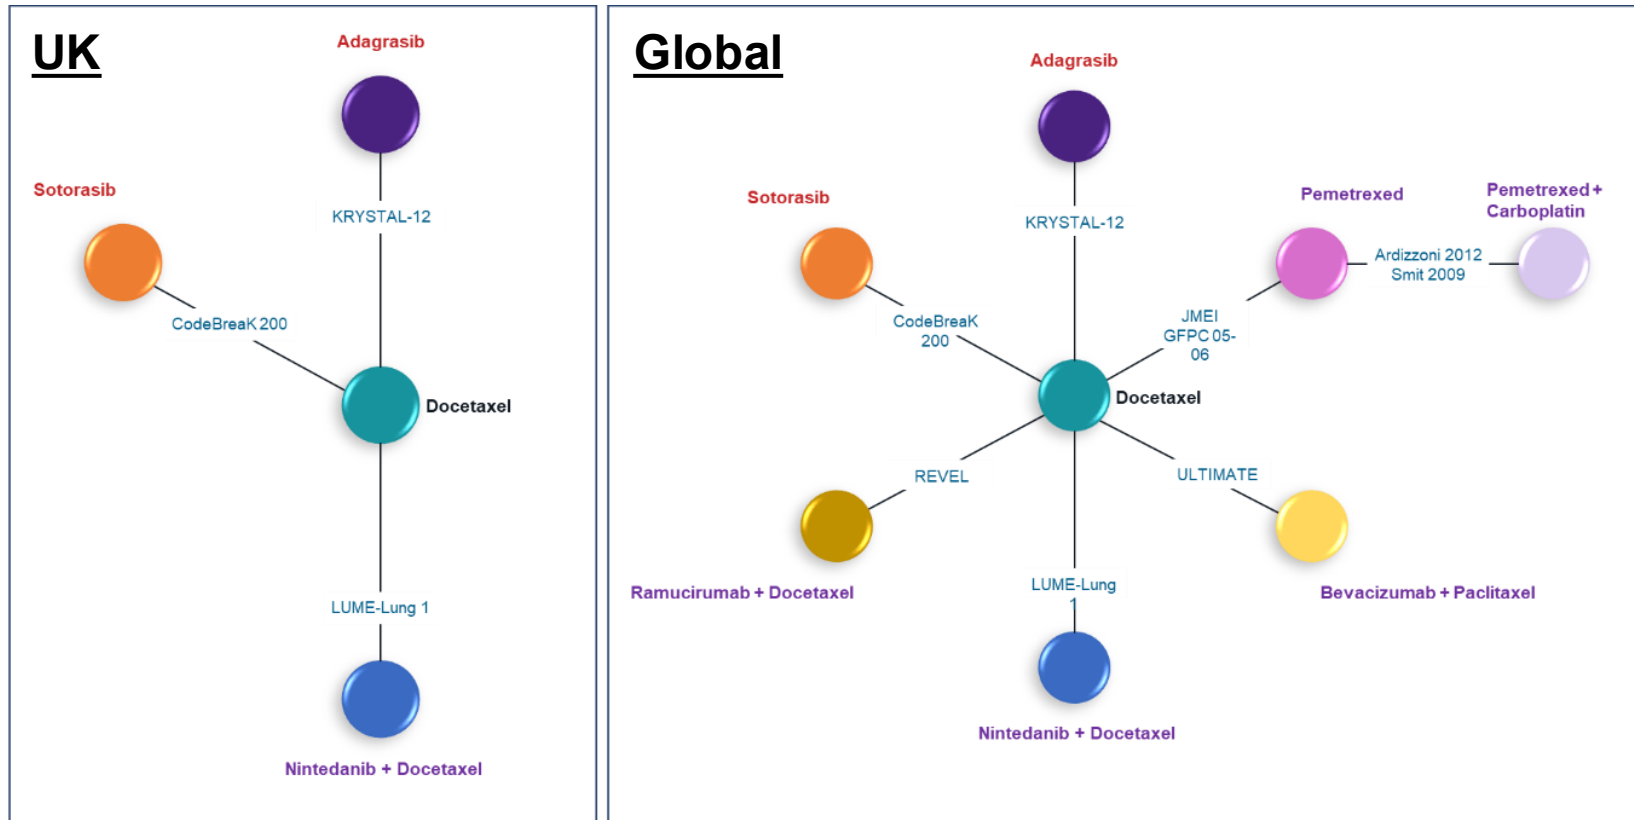 UK
Adagrasib
Sotorasib
KRYSTAL-12
CodeBreaK 200
Docetaxel
LUME-Lung 1
Nintedanib + Docetaxel
Global
Adagrasib
Sotorasib
Pemetrexed
Pemetrexed +
Carboplatin
KRYSTAL-12
Ardizzoni 2012
Smit 2009
CodeBreaK
200
JMEI
GFPC 05-
06
Docetaxel
REVEL
ULTIMATE
Ramucirumab + Docetaxel
LUME-Lung
1
Bevacizumab + Paclitaxel
Nintedanib + Docetaxel